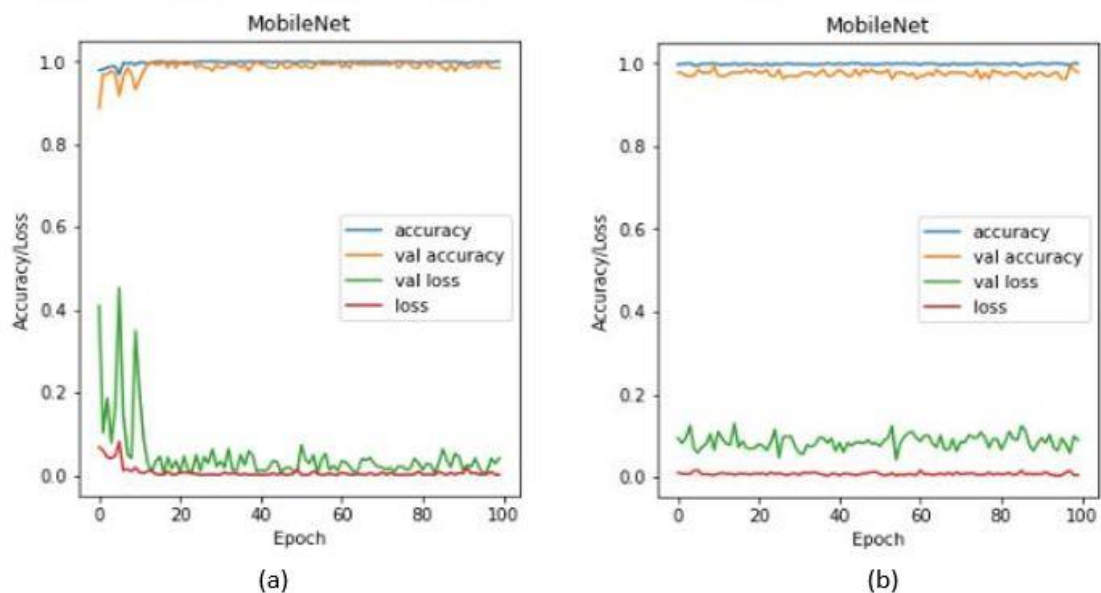 MobileNet
1.0
0.8
0.6
0.4
0.2
0.0
Accuracy/Loss
accuracy
val accuracy
val loss
loss
0 20 40 60 80 100
Epoch
(a)
MobileNet
1.0
0.8
0.6
0.4
0.2
0.0
Accuracy/Loss
accuracy
val accuracy
val loss
loss
0 20 40 60 80 100
Epoch
(b)